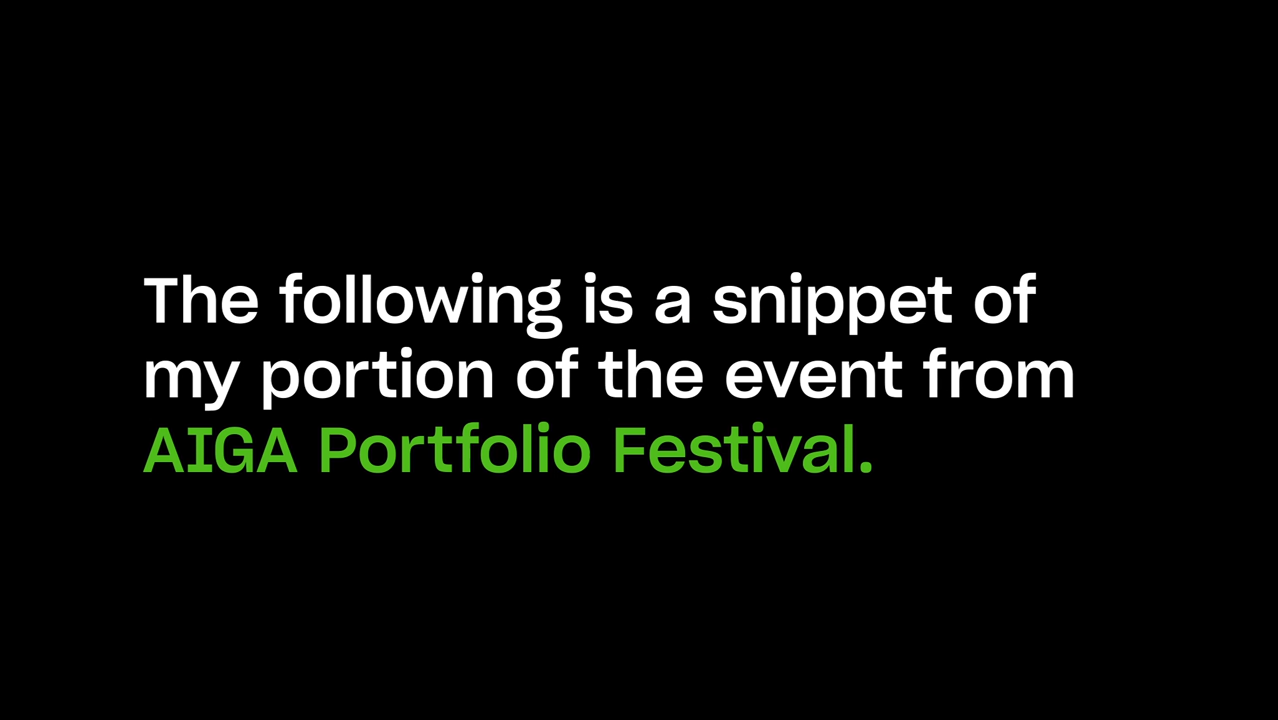 The following is a snippet of
my portion of the event from
AIGA Portfolio Festival.